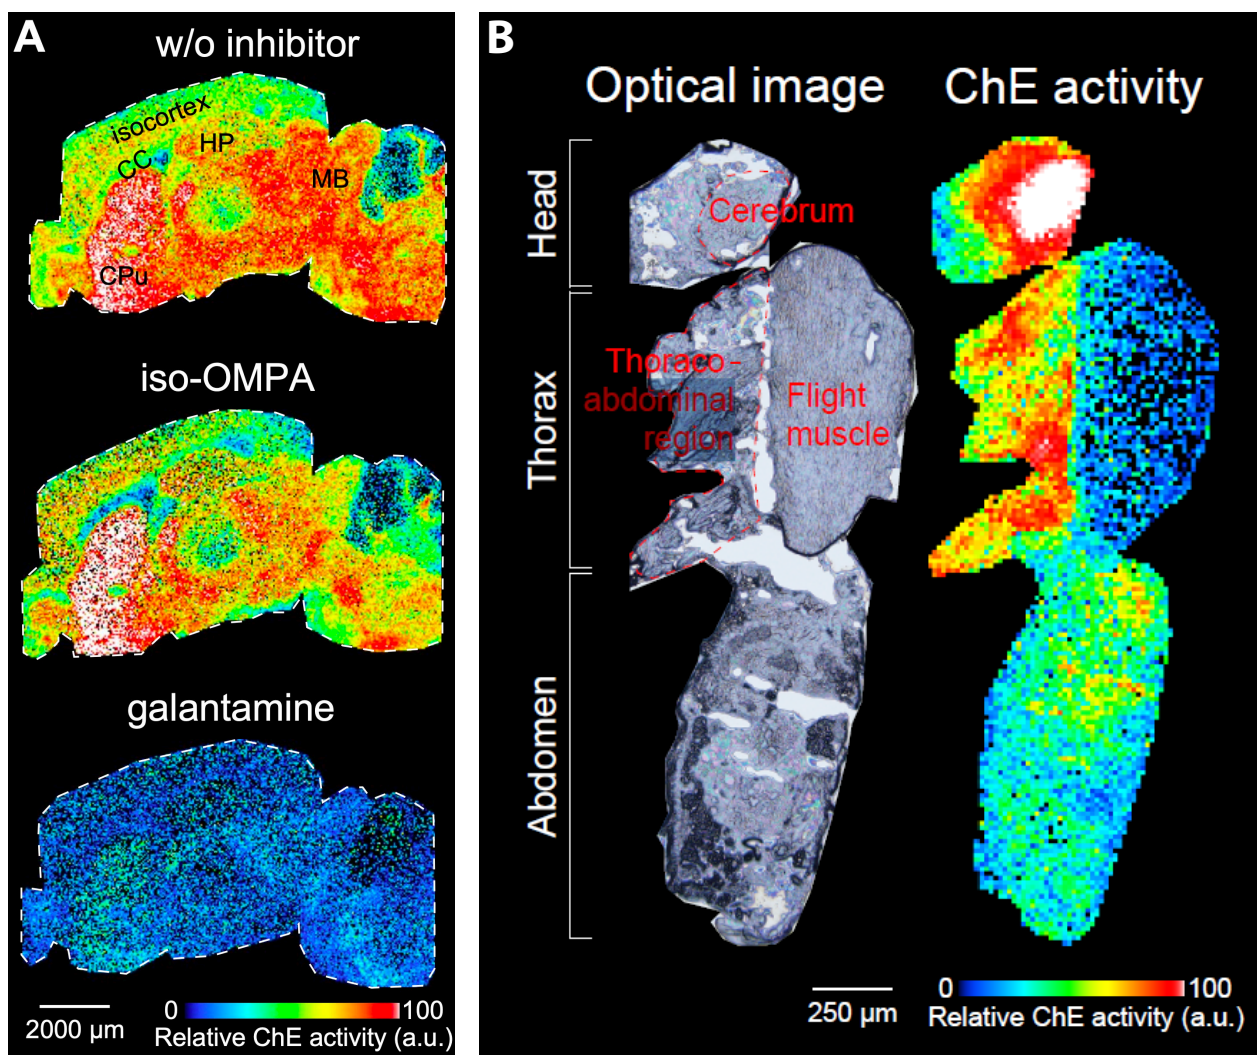 A
w/o inhibitor
isocortex
CC
HP
MB
CPu
iso-OMPA
galantamine
2000 µm
0
100
Relative ChE activity (a.u.)
B
Optical image
ChE activity
Head
Cerebrum
Thorax
Thoraco-
abdominal
region
Flight
muscle
Abdomen
250 µm
0
100
Relative ChE activity (a.u.)